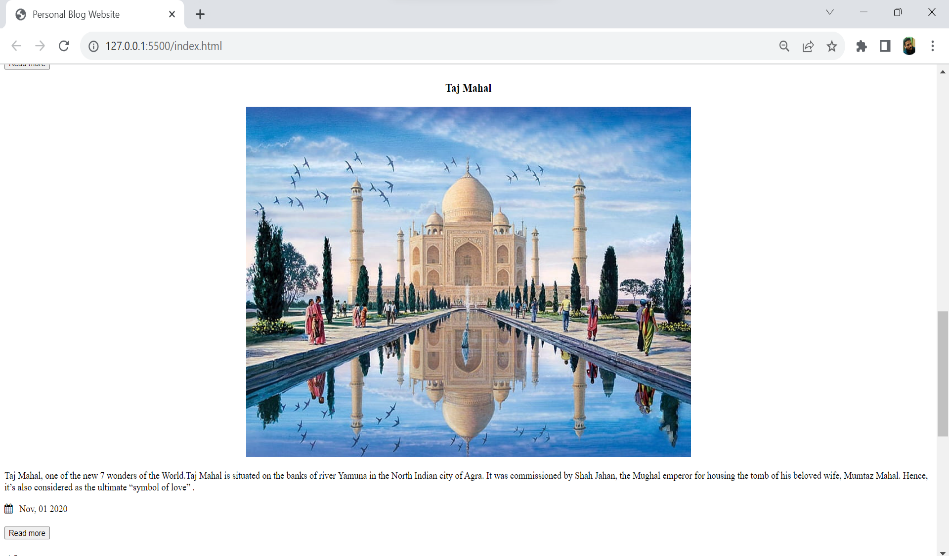 Personal Blog Website
127.0.0.1:5500/index.html
Read more
Taj Mahal
Taj Mahal, one of the new 7 wonders of the World.Taj Mahal is situated on the banks of river Yamuna in the North Indian city of Agra. It was commissioned by Shah Jahan, the Mughal emperor for housing the tomb of his beloved wife, Mumtaz Mahal. Hence,
it's also considered as the ultimate “symbol of love” .
Nov, 01 2020
Read more